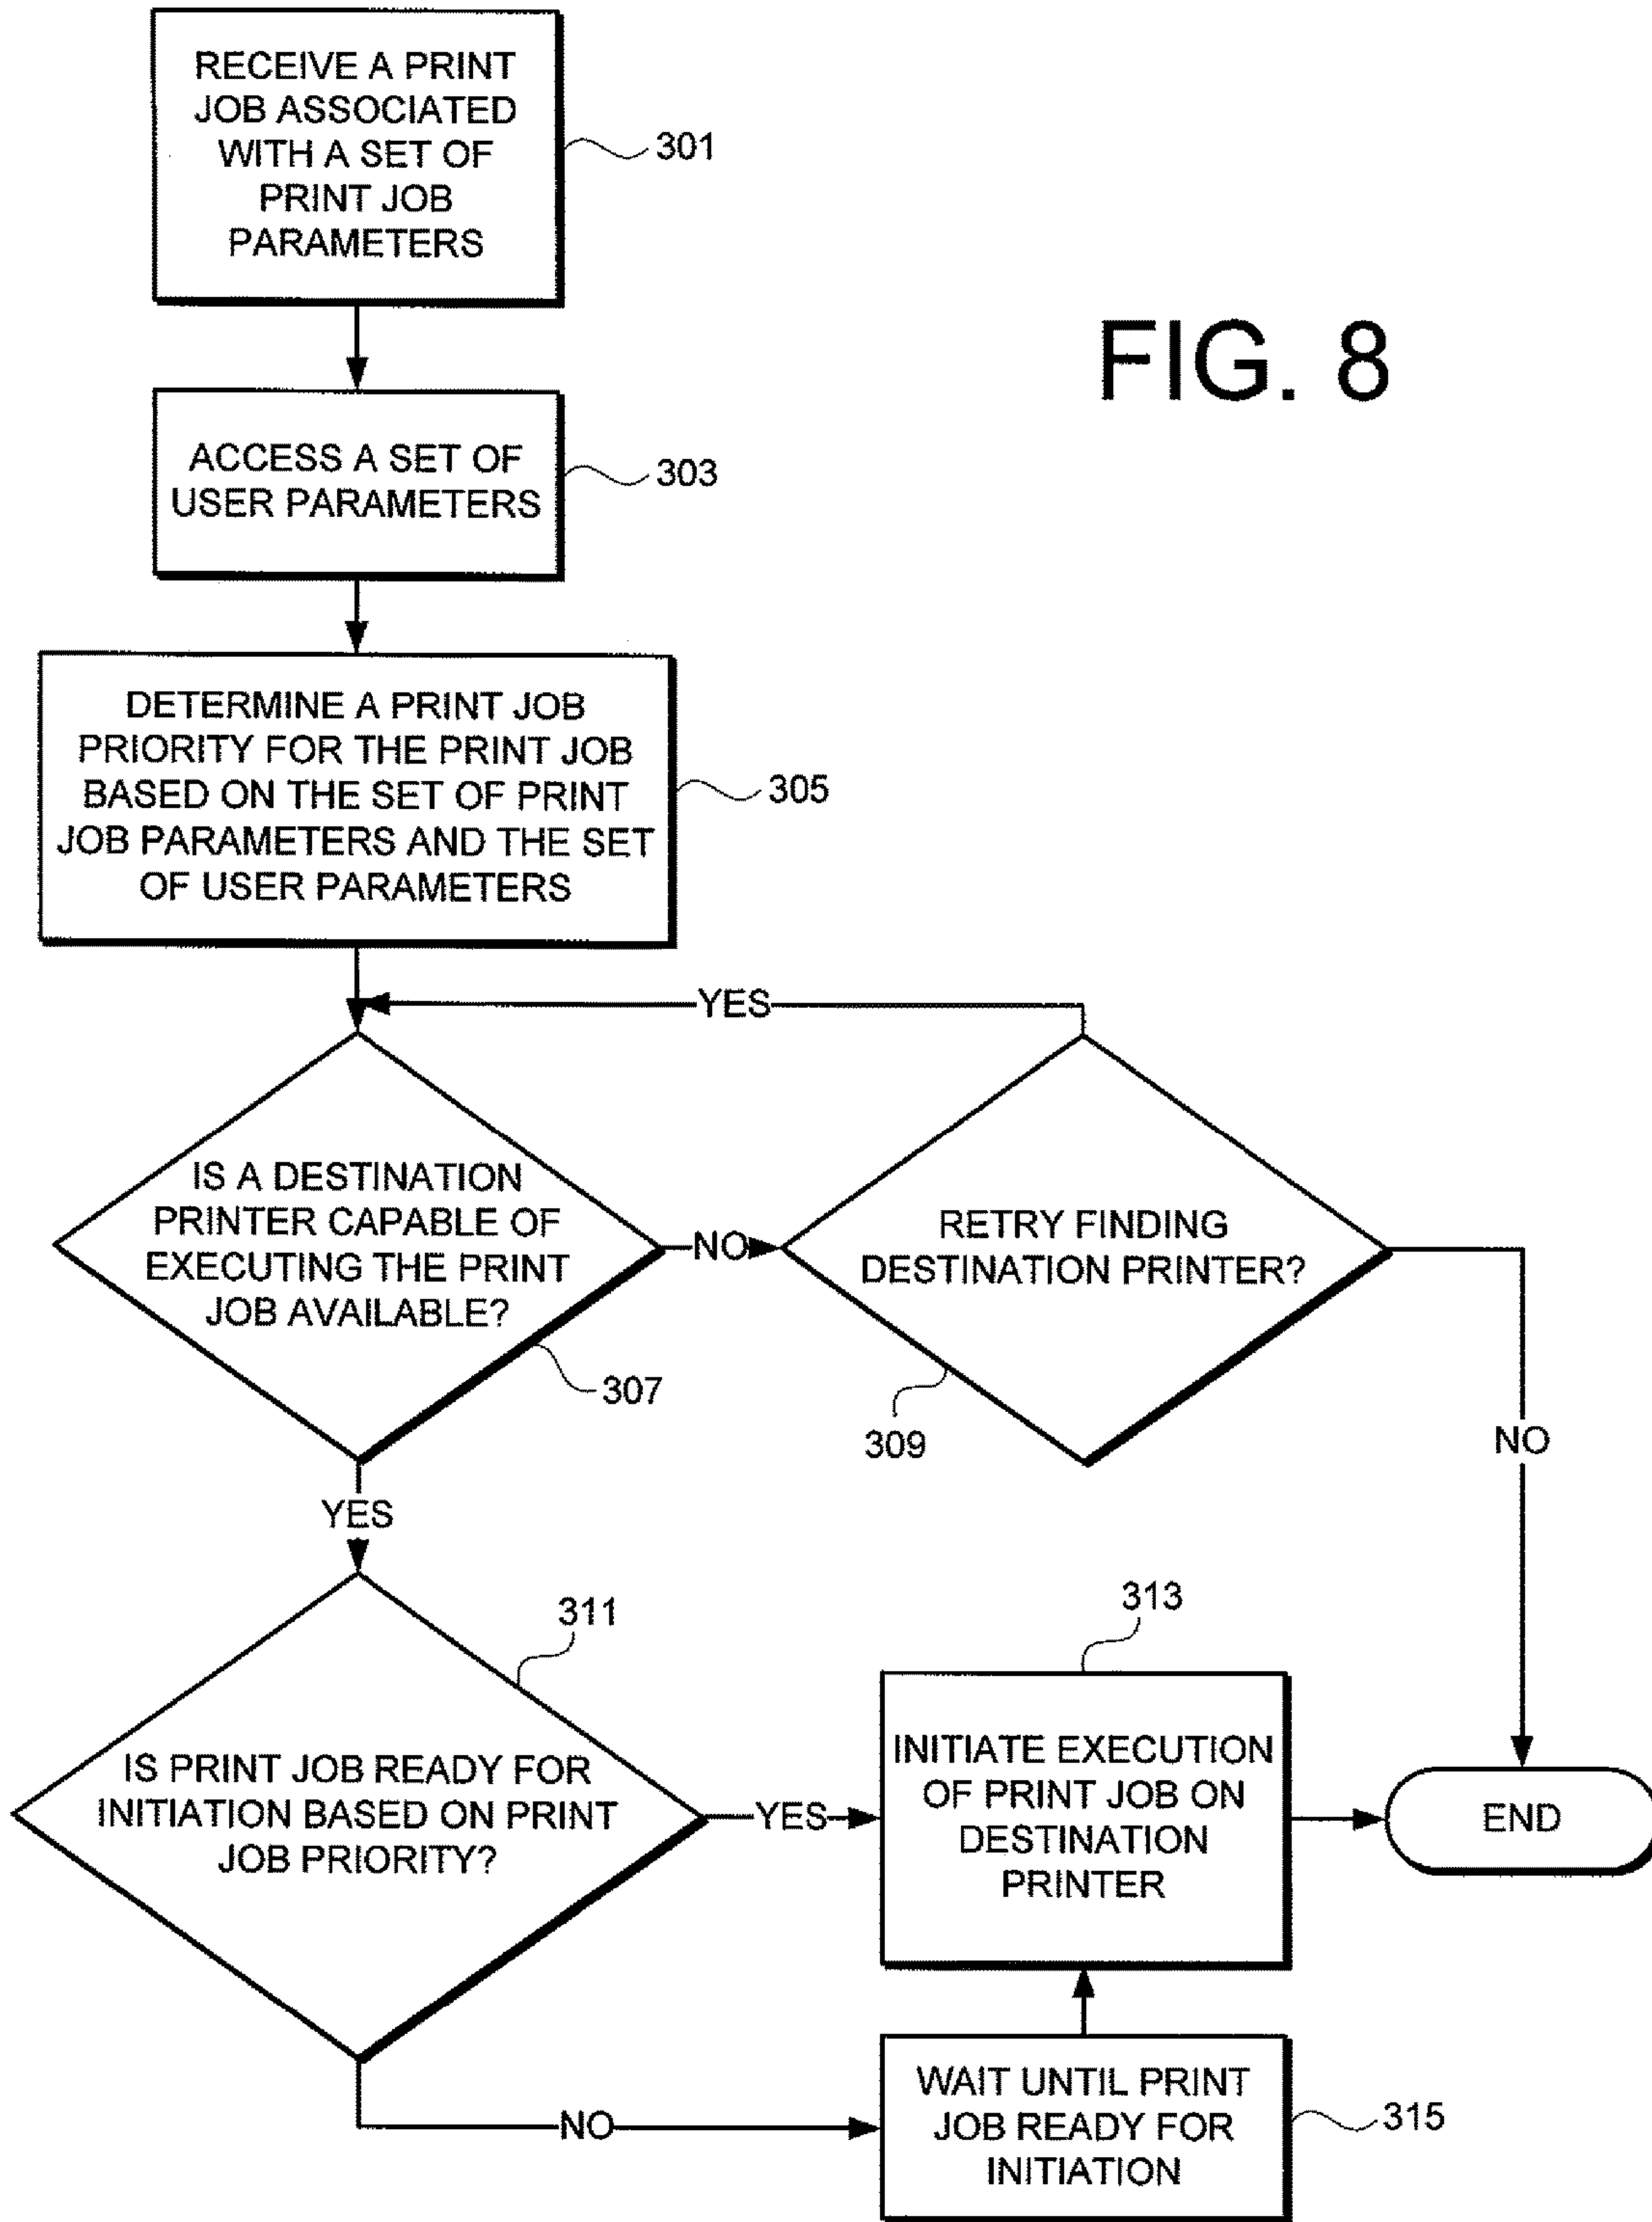 RECEIVE A PRINT
JOB ASSOCIATED
WITH A SET OF
PRINT JOB
PARAMETERS
301
FIG. 8
ACCESS A SET OF
USER PARAMETERS
303
DETERMINE A PRINT JOB
PRIORITY FOR THE PRINT JOB
BASED ON THE SET OF PRINT
JOB PARAMETERS AND THE SET
OF USER PARAMETERS
305
YES
IS A DESTINATION
PRINTER CAPABLE OF
EXECUTING THE PRINT
JOB AVAILABLE?
307
NO
RETRY FINDING
DESTINATION PRINTER?
309
NO
YES
311
IS PRINT JOB READY FOR
INITIATION BASED ON PRINT
JOB PRIORITY?
YES
313
INITIATE EXECUTION
OF PRINT JOB ON
DESTINATION
PRINTER
END
NO
WAIT UNTIL PRINT
JOB READY FOR
INITIATION
315